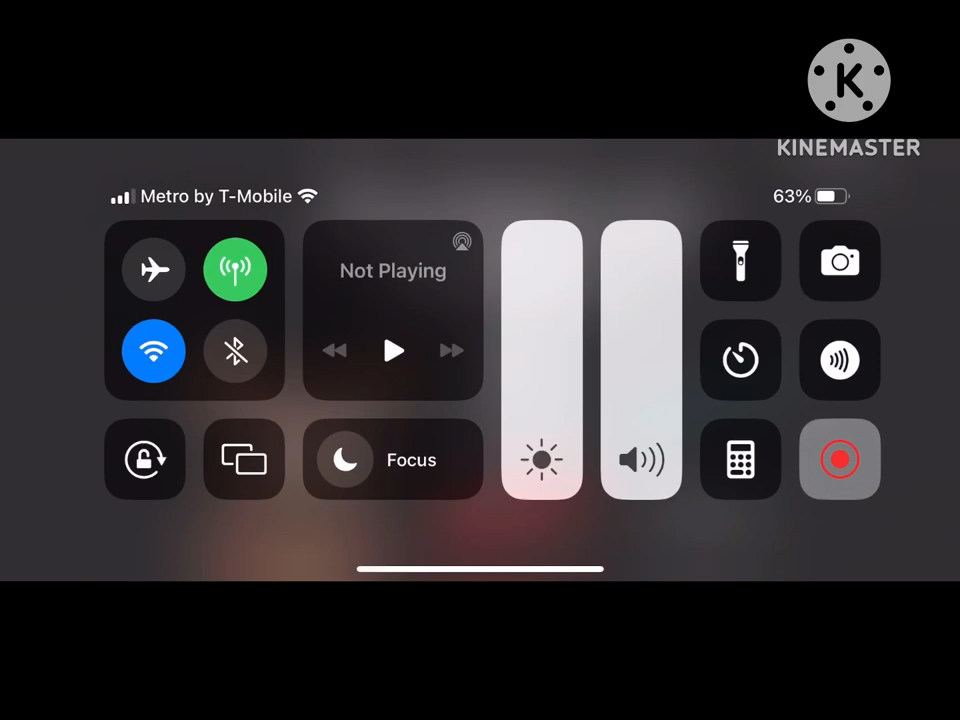 K
KINEMASTER
Metro by T-Mobile
63%
Not Playing
Focus